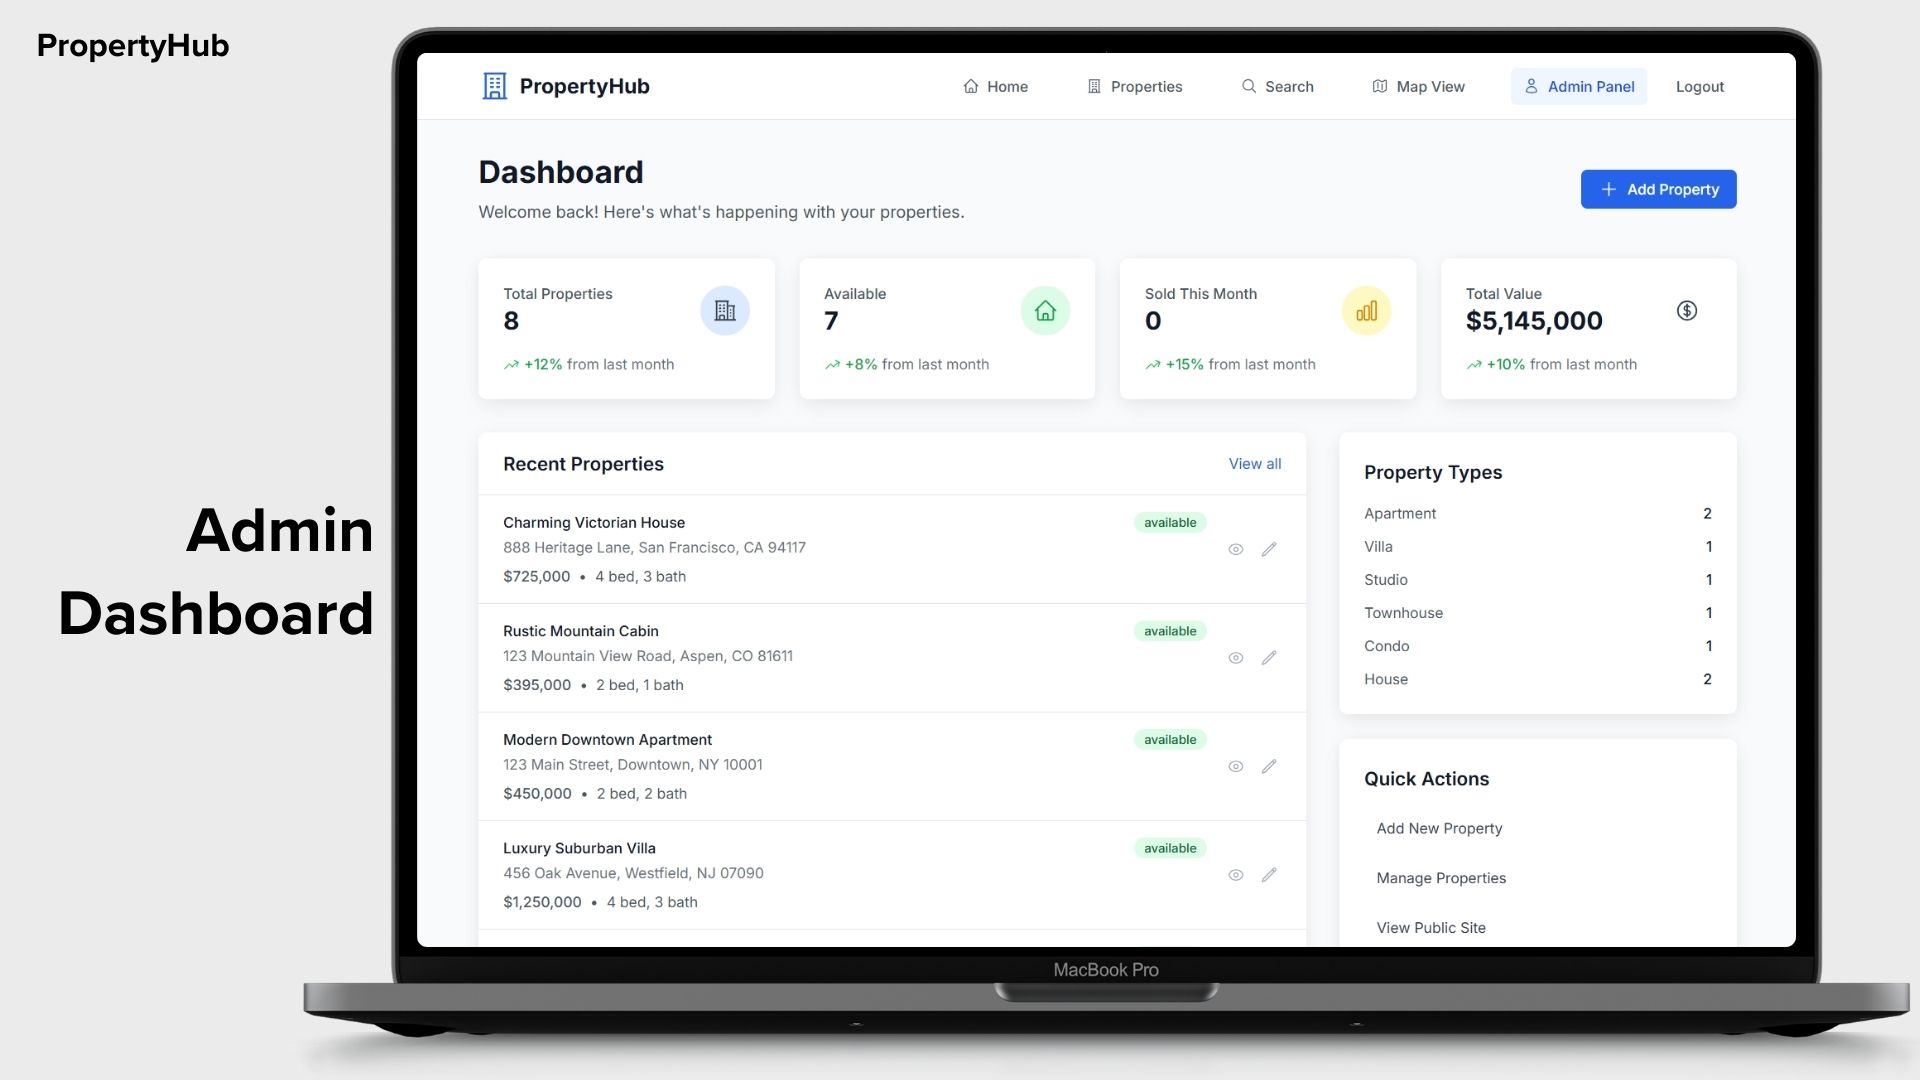 PropertyHub
Admin
Dashboard
PropertyHub
Home
Properties
Search
Map View
Admin Panel
Logout
Dashboard
Welcome back! Here's what's happening with your properties.
Add Property
Total Properties
8
+12% from last month
Available
7
+8% from last month
Sold This Month
0
+15% from last month
Total Value
$5,145,000
+10% from last month
Recent Properties
View all
Charming Victorian House
available
888 Heritage Lane, San Francisco, CA 94117
$725,000 • 4 bed, 3 bath
Rustic Mountain Cabin
available
123 Mountain View Road, Aspen, CO 81611
$395,000 • 2 bed, 1 bath
Modern Downtown Apartment
available
123 Main Street, Downtown, NY 10001
$450,000 • 2 bed, 2 bath
Luxury Suburban Villa
available
456 Oak Avenue, Westfield, NJ 07090
$1,250,000 • 4 bed, 3 bath
Property Types
Apartment 2
Villa 1
Studio 1
Townhouse 1
Condo 1
House 2
Quick Actions
Add New Property
Manage Properties
View Public Site
MacBook Pro